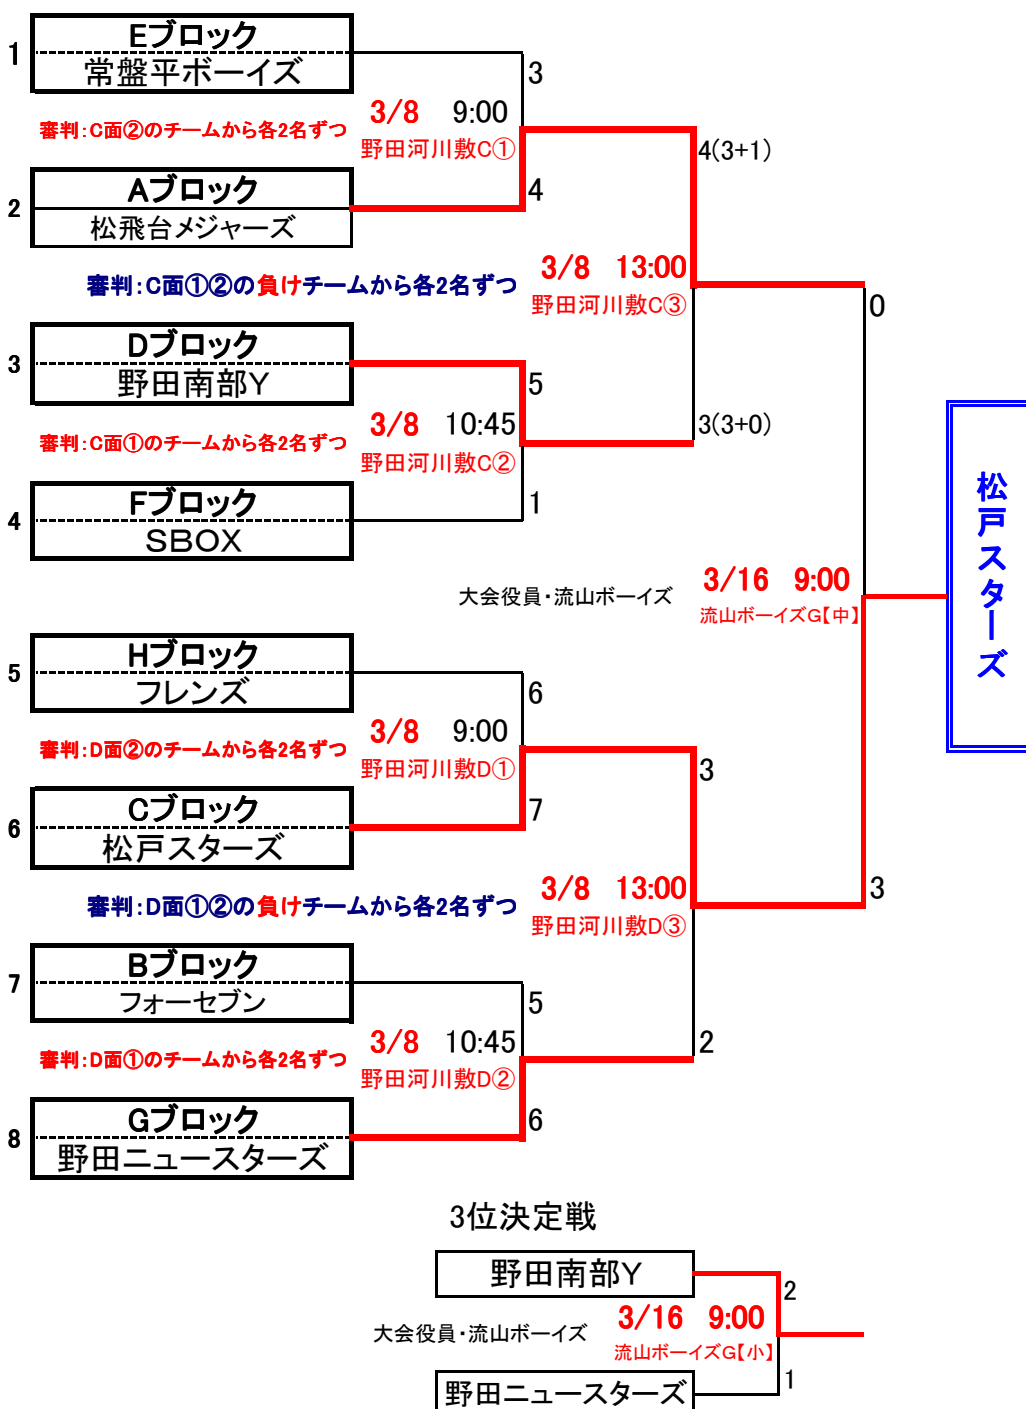 Eブロック
1
常盤平ボーイズ
3
3/8 9:00
審判:C面②のチームから各2名ずつ
野田河川敷C①
4(3+1)
Aブロック
2
松飛台メジャーズ
4
3/8 13:00
審判:C面①②の負けチームから各2名ずつ
野田河川敷C③
0
Dブロック
3
野田南部Y
5
3/8 10:45
審判:C面①のチームから各2名ずつ
野田河川敷C②
3(3+0)
Fブロック
4
SBOX
1
松戸スターズ
大会役員・流山ボーイズ
3/16 9:00
流山ボーイズG【中】
Hブロック
5
フレンズ
6
3/8 9:00
審判:D面②のチームから各2名ずつ
野田河川敷D①
3
Cブロック
6
松戸スターズ
7
3/8 13:00
審判:D面①②の負けチームから各2名ずつ
野田河川敷D③
3
Bブロック
7
フォーセブン
5
3/8 10:45
審判:D面①のチームから各2名ずつ
野田河川敷D②
2
Gブロック
8
野田ニュースターズ
6
3位決定戦
野田南部Y
2
3/16 9:00
大会役員・流山ボーイズ
流山ボーイズG【小】
野田ニュースターズ
1